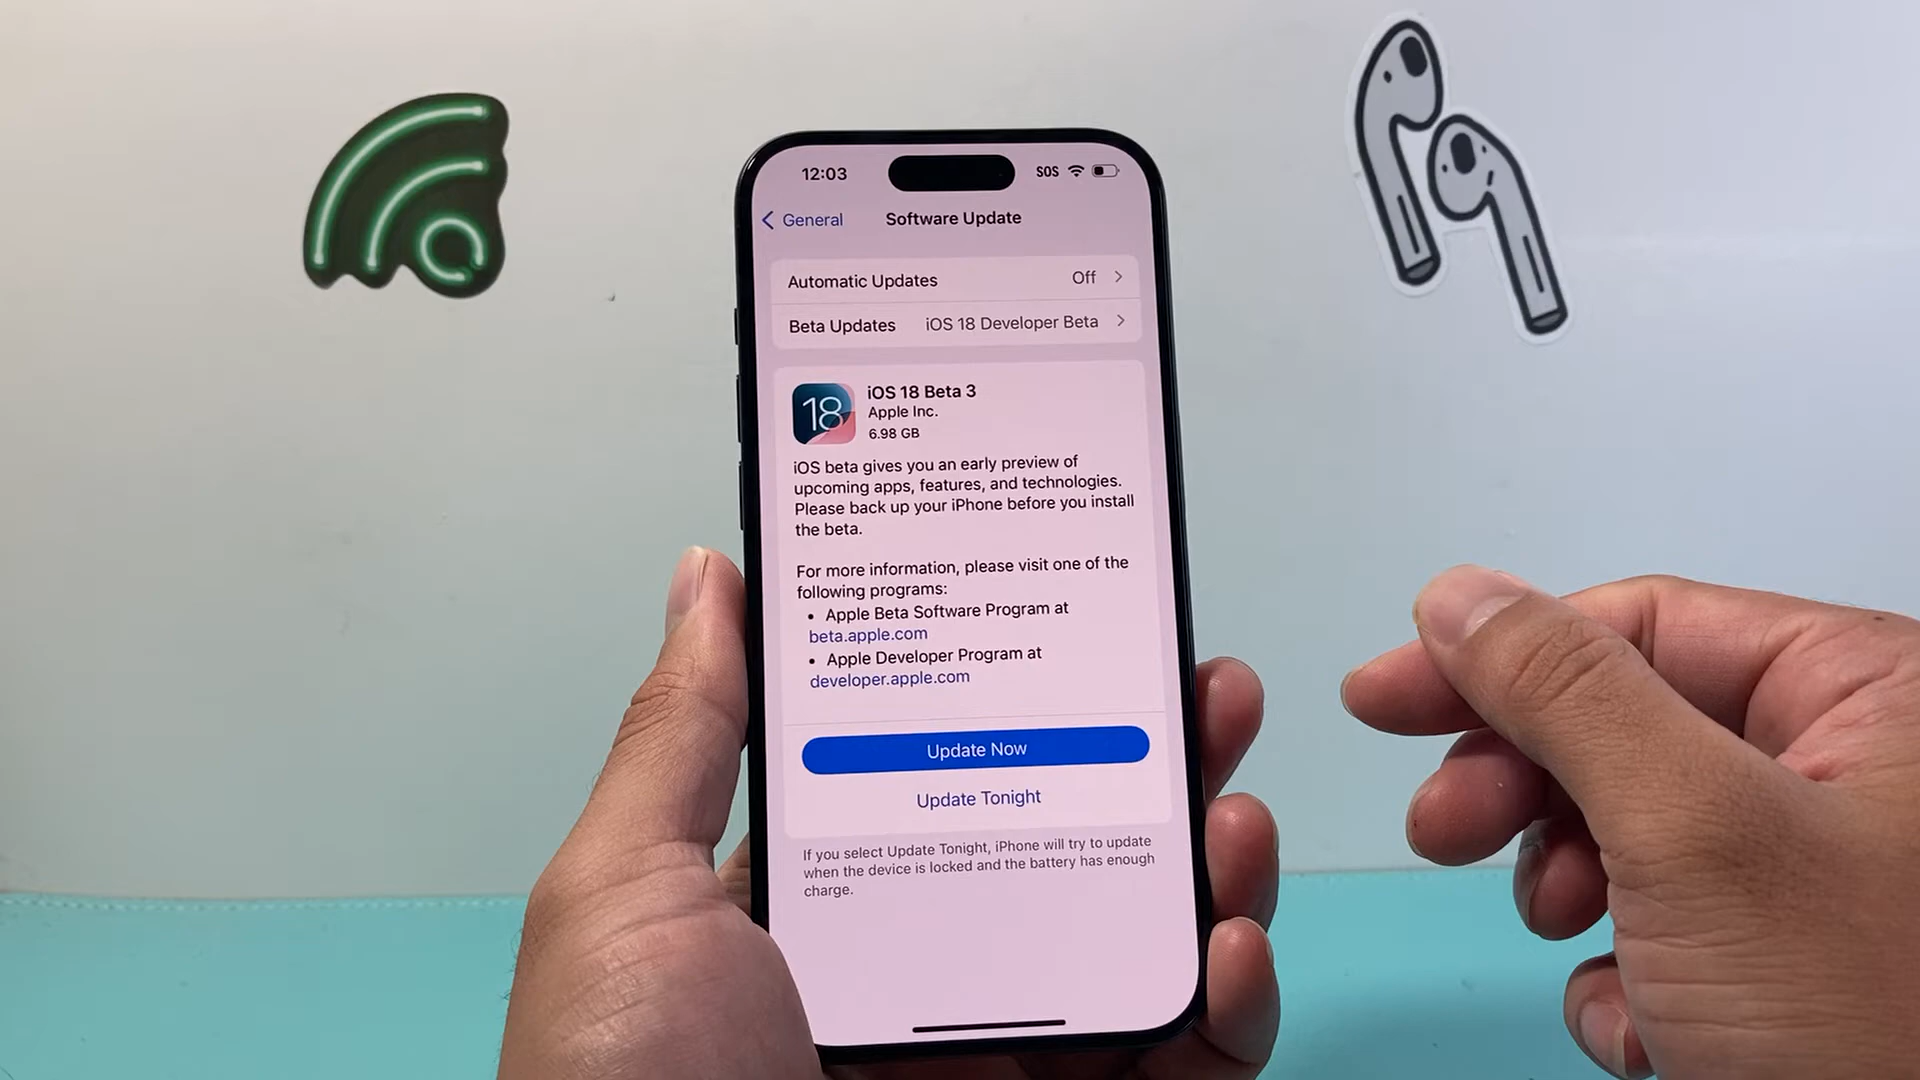 12:03 SOS
General Software Update
Automatic Updates Off
Beta Updates iOS 18 Developer Beta
18
iOS 18 Beta 3
Apple Inc.
6.98 GB
iOS beta gives you an early preview of
upcoming apps, features, and technologies.
Please back up your iPhone before you install
the beta.
For more information, please visit one of the
following programs:
• Apple Beta Software Program at
beta.apple.com
• Apple Developer Program at
developer.apple.com
Update Now
Update Tonight
If you select Update Tonight, iPhone will try to update
when the device is locked and the battery has enough
charge.